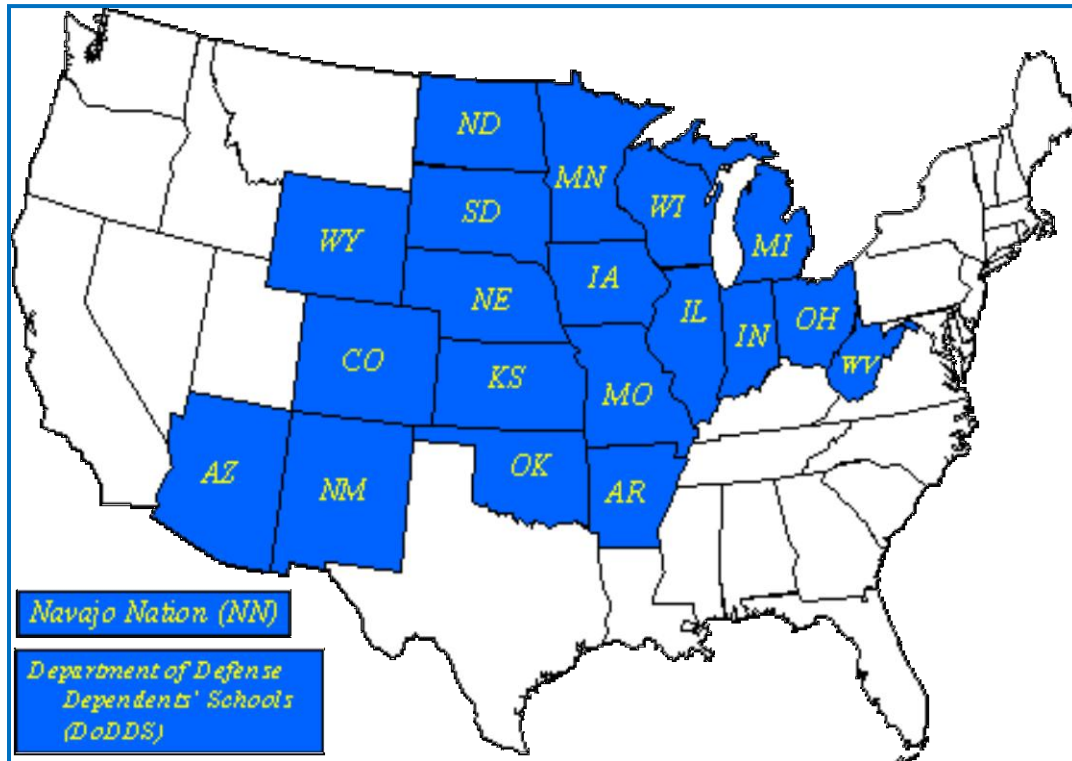 ND
MN
SD
WI
WY
MI
IA
NE
IL
IN
OH
CO
KS
MO
WV
AZ
NM
OK
AR
Navajo Nation (NN)
Department of Defense
Dependents' Schools
(DoDDS)